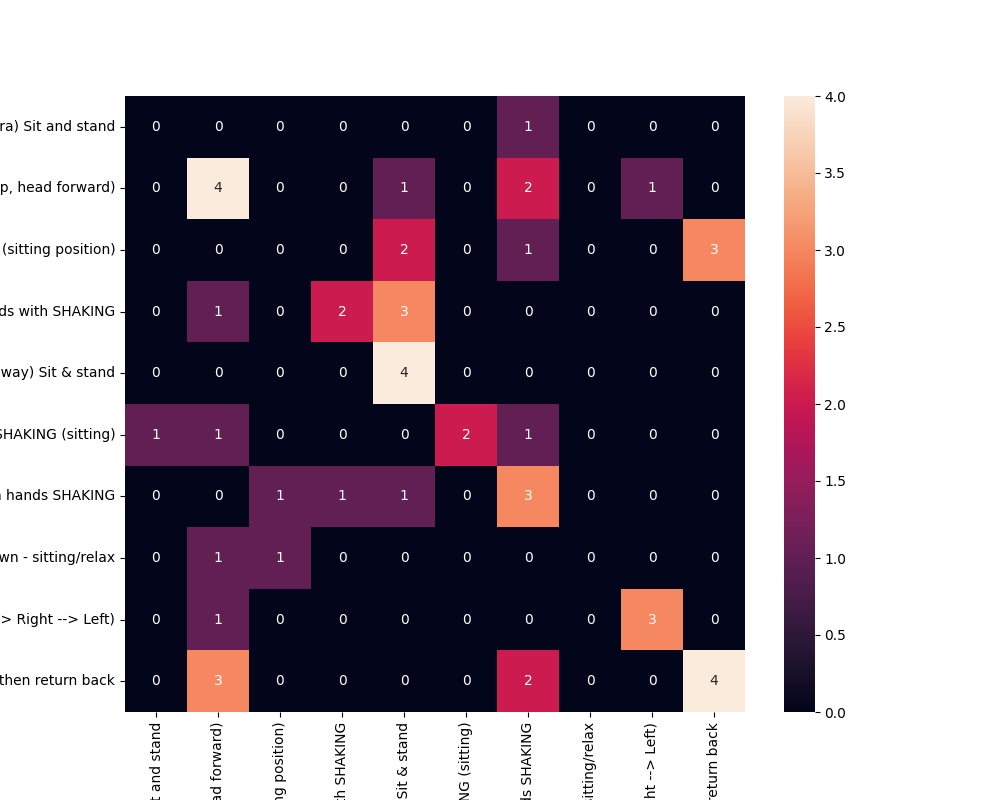 ra) Sit and stand 0 0 0 0 0 0 1 0 0 0
p, head forward) 0 4 0 0 1 0 2 0 1 0
(sitting position) 0 0 0 0 2 0 1 0 0 3
ds with SHAKING 0 1 0 2 3 0 0 0 0 0
way) Sit & stand 0 0 0 0 4 0 0 0 0 0
SHAKING (sitting) 1 1 0 0 0 2 1 0 0 0
hands SHAKING 0 0 1 1 1 0 3 0 0 0
wn - sitting/relax 0 1 1 0 0 0 0 0 0 0
> Right --> Left) 0 1 0 0 0 0 0 0 3 0
then return back 0 3 0 0 0 0 2 0 0 4
t and stand
ad forward)
ng position)
th SHAKING
Sit & stand
NG (sitting)
ds SHAKING
sitting/relax
ht --> Left)
return back
4.0
3.5
3.0
2.5
2.0
1.5
1.0
0.5
0.0